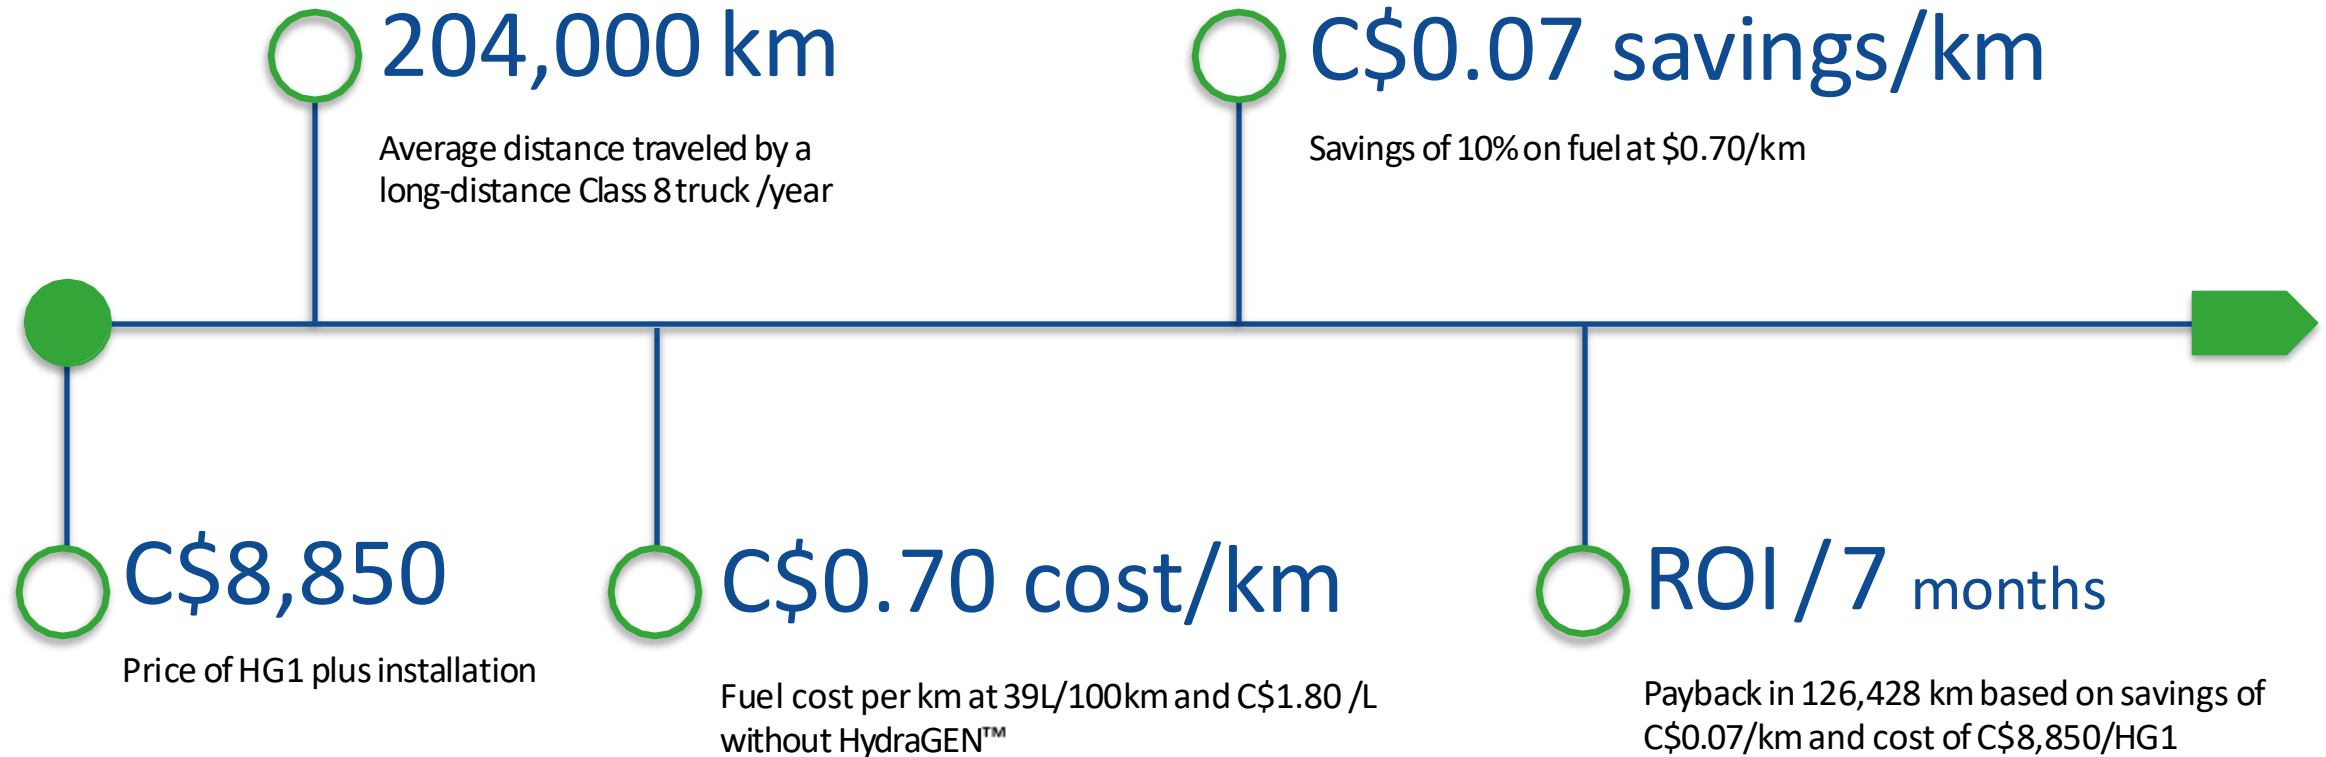 204,000 km
Average distance traveled by a
long-distance Class 8 truck /year
C$0.07 savings/km
Savings of 10% on fuel at $0.70/km
C$8,850
Price of HG1 plus installation
C$0.70 cost/km
Fuel cost per km at 39L/100km and C$1.80 /L
without HydraGEN™
ROI /7 months
Payback in 126,428 km based on savings of
C$0.07/km and cost of C$8,850/HG1